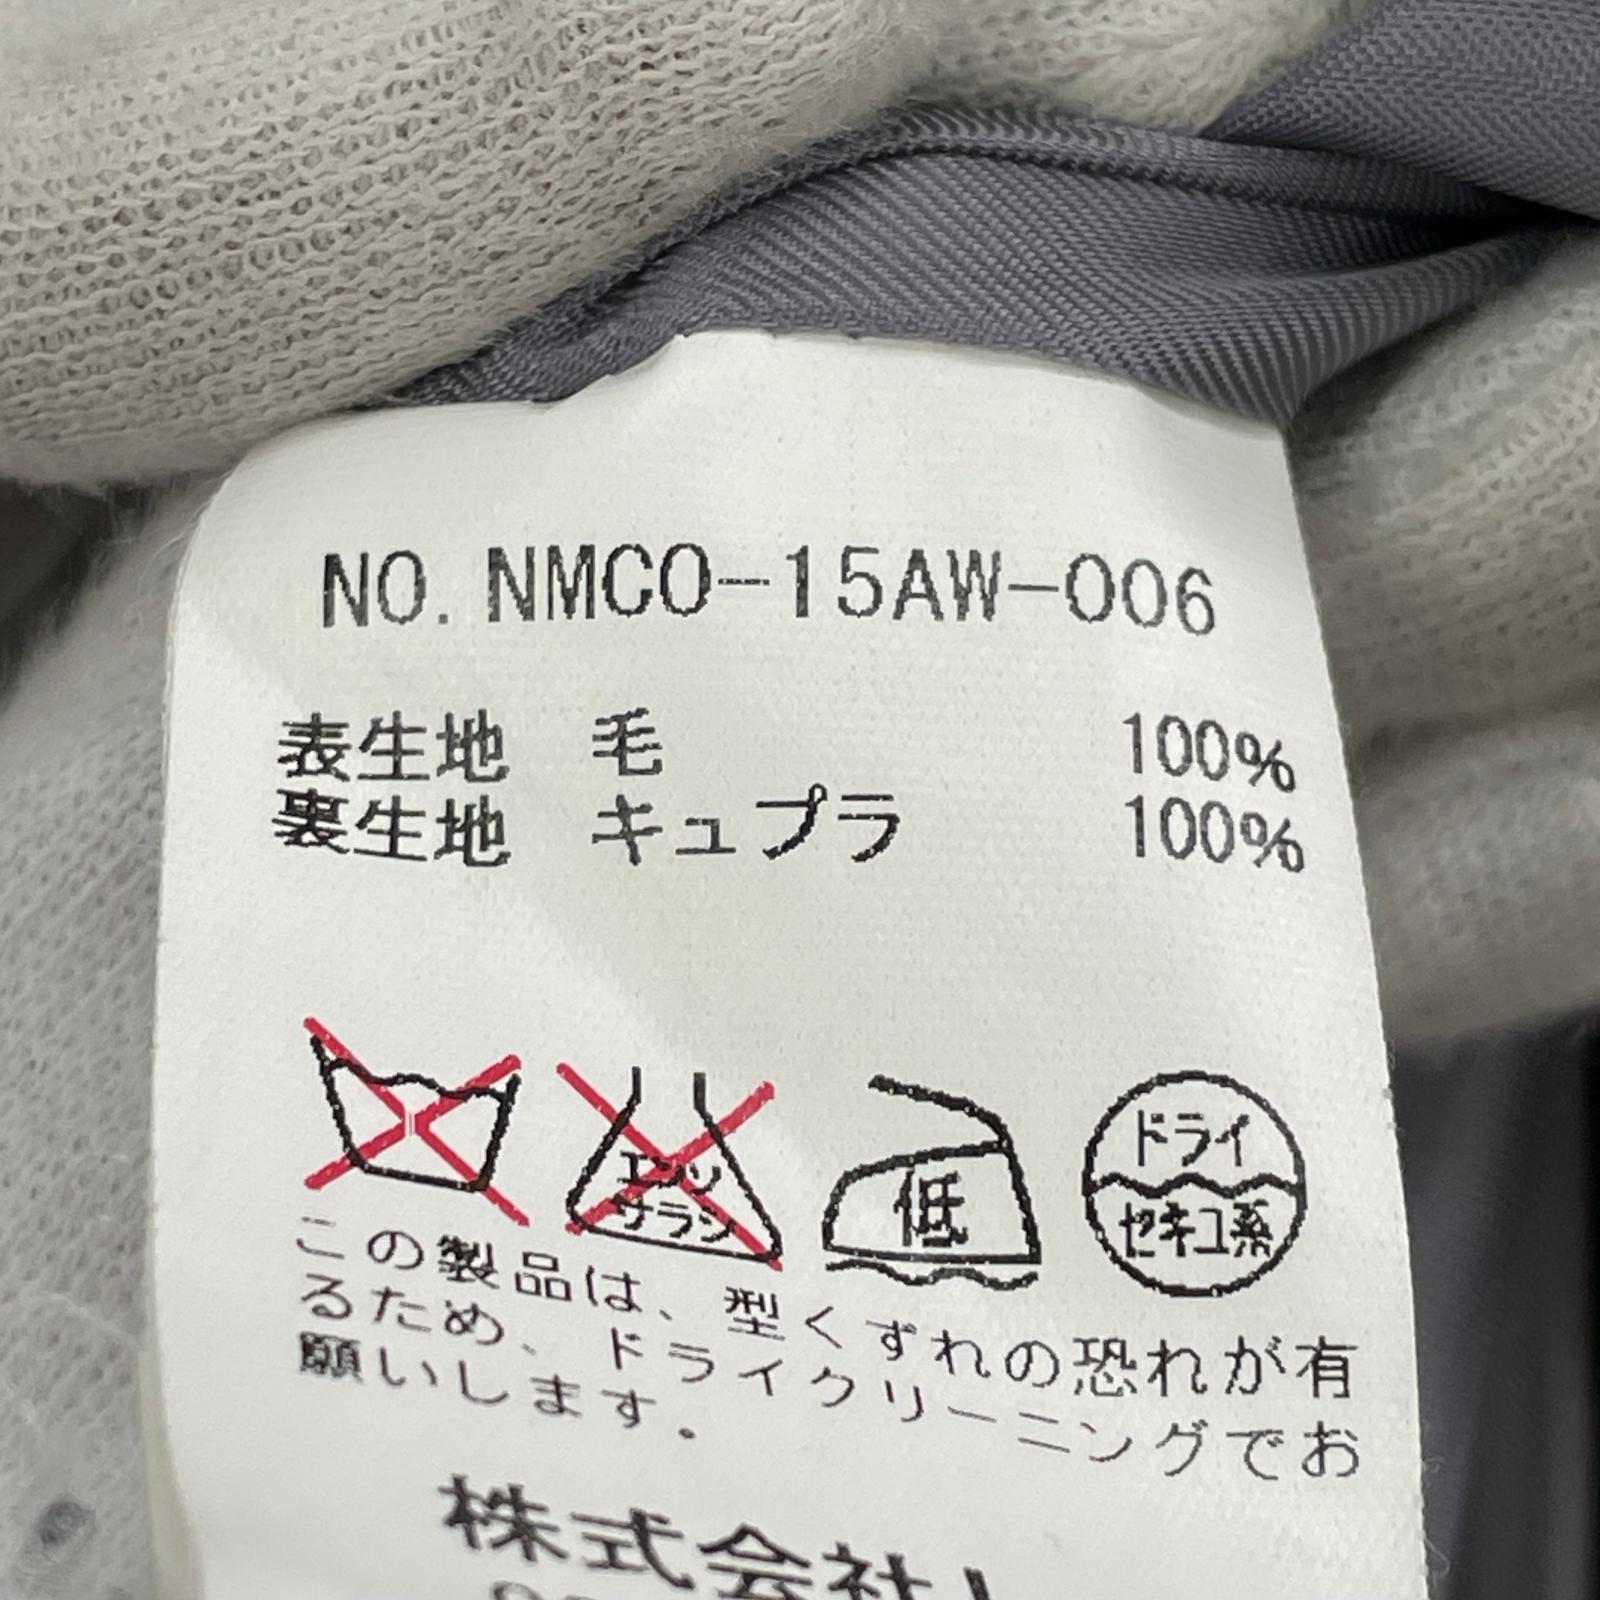 NO. NMCO-15AW-006
表生地 毛 100%
裏生地 キュプラ 100%
エンソ
サラシ
低
ドライ
セキユ系
この製品は、型くずれの恐れが有
るため、ドライクリーニングでお
願いします。
株式会社